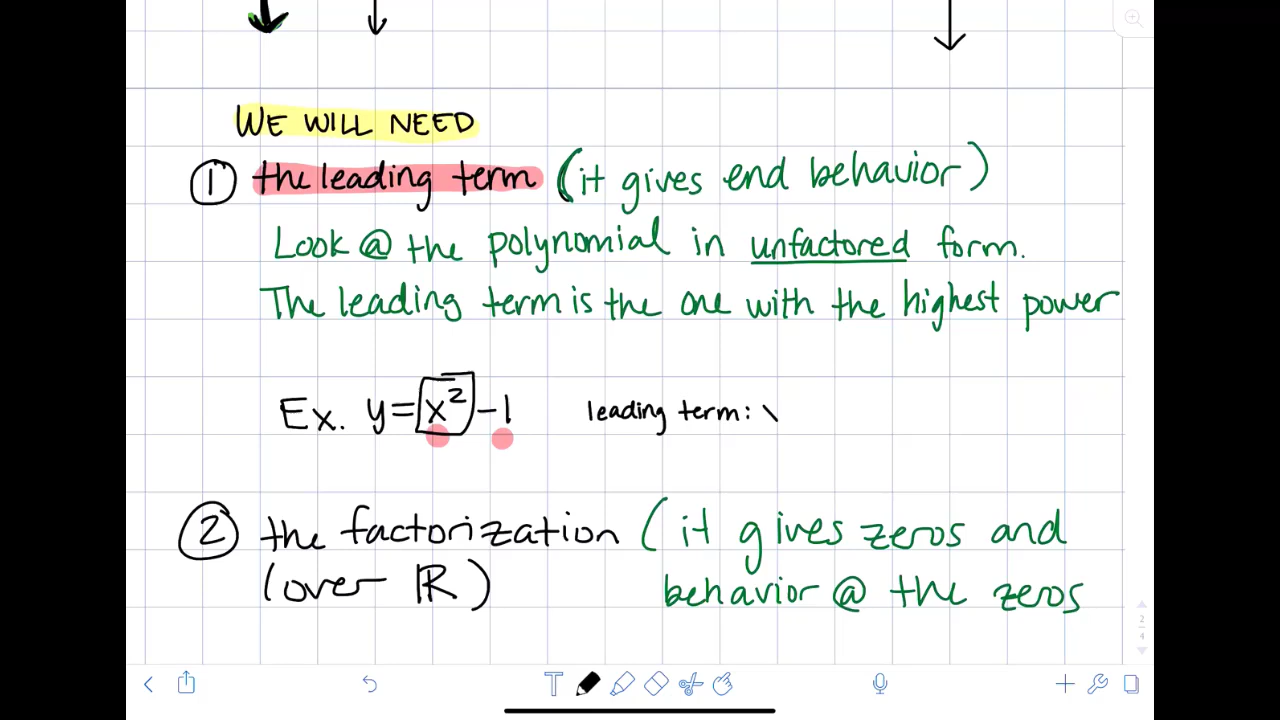 WE WILL NEED
① the leading term (it gives end behavior)
Look @ the polynomial in unfactored form.
The leading term is the one with the highest power
Ex. y = x² - 1 leading term: \
② the factorization (it gives zeros and
(over ℝ) behavior @ the zeros
2
4
T